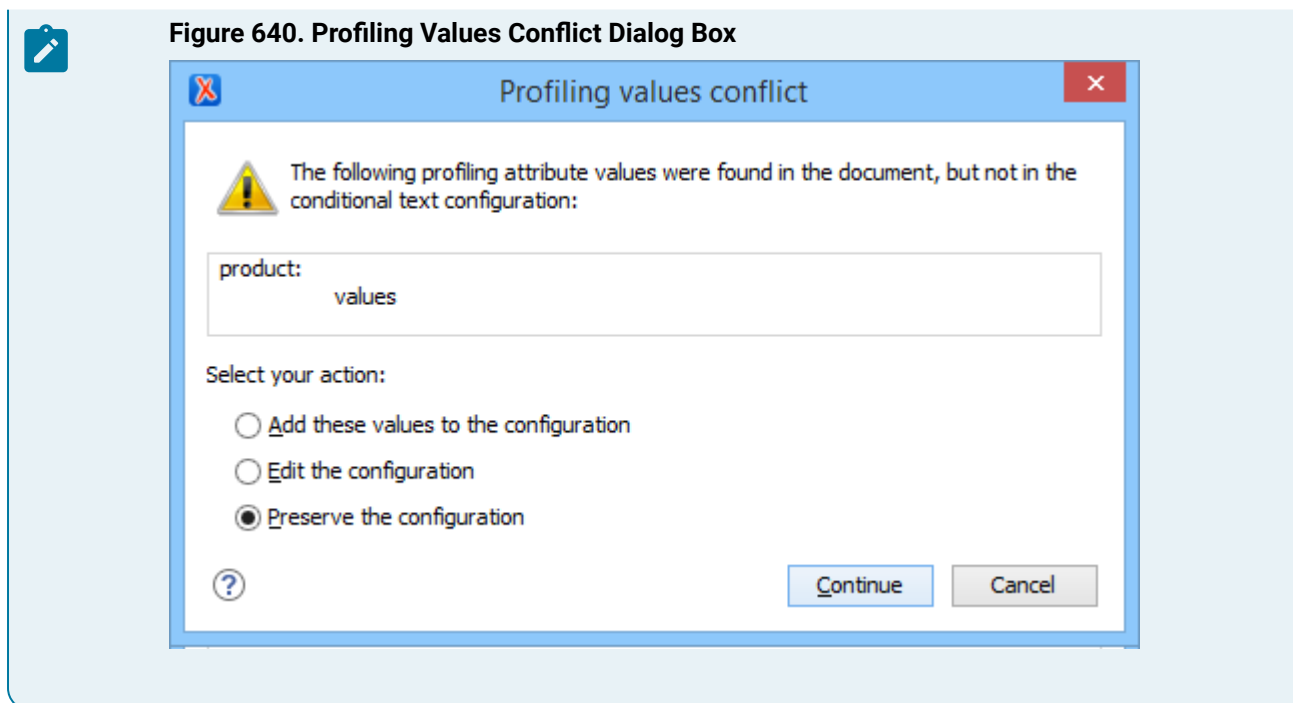 Figure 640. Profiling Values Conflict Dialog Box
Profiling values conflict
The following profiling attribute values were found in the document, but not in the
conditional text configuration:
product:
values
Select your action:
Add these values to the configuration
Edit the configuration
Preserve the configuration
Continue
Cancel